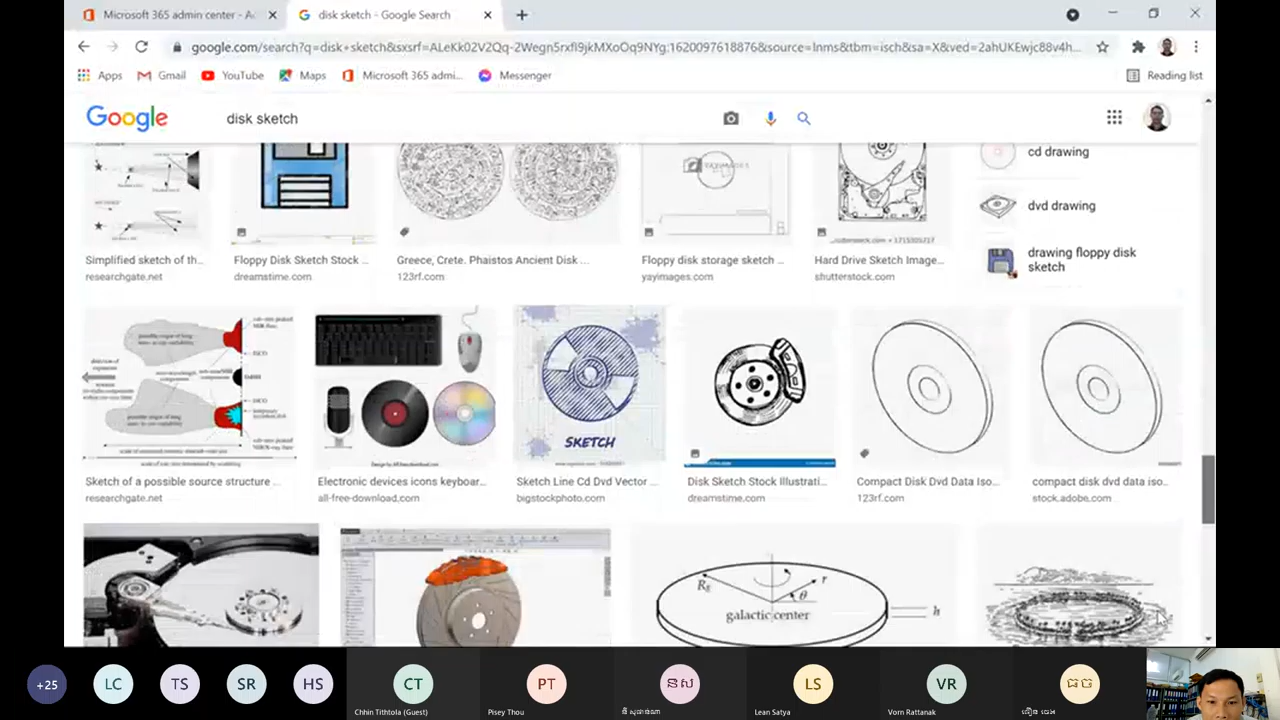 Microsoft 365 admin center - Ac
disk sketch - Google Search
google.com/search?q=disk+sketch&sxsrf=ALeKk02V2Qq-2Wegn5rxfl9jkMXoOq9NYg:1620097618876&source=lnms&tbm=isch&sa=X&ved=2ahUKEwjc88v4h...
Apps
Gmail
YouTube
Maps
Microsoft 365 admi...
Messenger
Reading list
Google
disk sketch
cd drawing
dvd drawing
drawing floppy disk
sketch
Simplified sketch of th...
researchgate.net
Floppy Disk Sketch Stock ...
dreamstime.com
Greece, Crete. Phaistos Ancient Disk ...
123rf.com
Floppy disk storage sketch ...
yayimages.com
Hard Drive Sketch Image...
shutterstock.com
SKETCH
Sketch of a possible source structure ...
researchgate.net
Electronic devices icons keyboar...
all-free-download.com
Sketch Line Cd Dvd Vector ...
bigstockphoto.com
Disk Sketch Stock Illustrati...
dreamstime.com
Compact Disk Dvd Data Iso...
123rf.com
compact disk dvd data iso...
stock.adobe.com
r
θ
h
galactic center
+25
LC
TS
SR
HS
CT
Chhin Tithtola (Guest)
PT
Pisey Thou
នស
LS
Lean Satya
VR
Vorn Rattanak
ធច